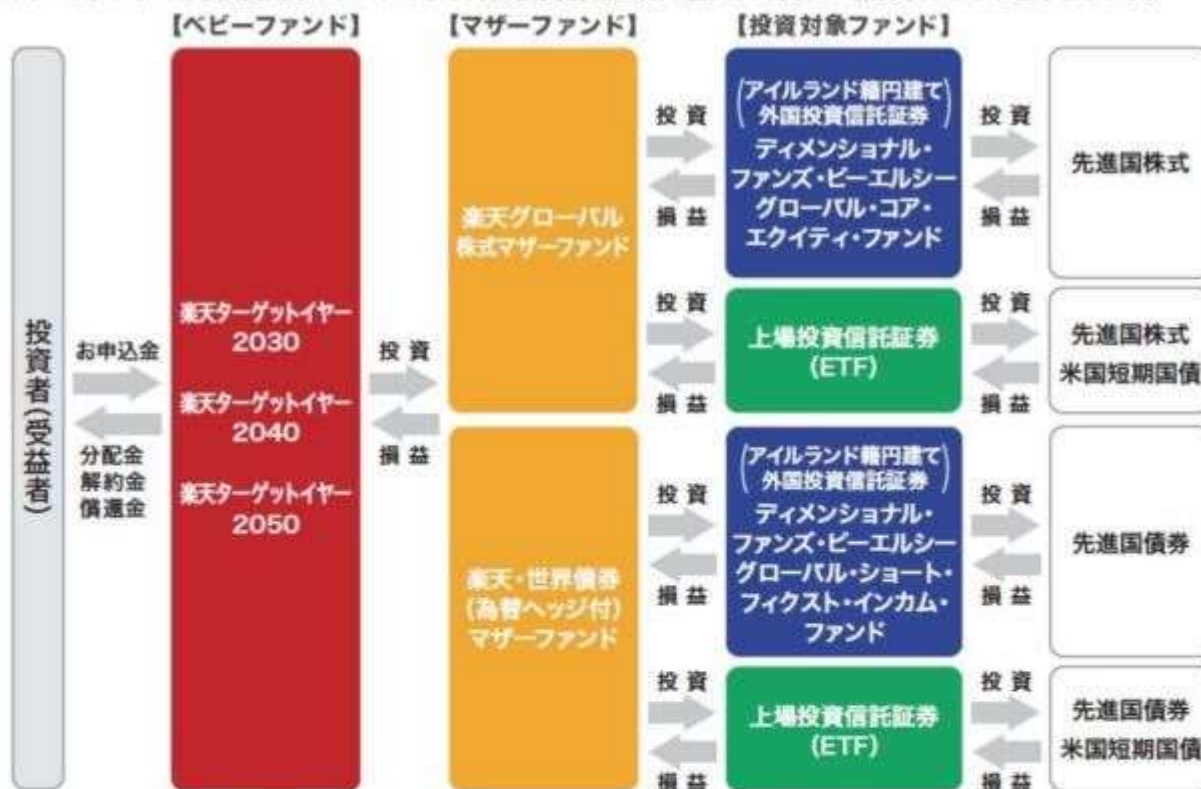 【ベビーファンド】
【マザーファンド】
【投資対象ファンド】
投資者(受益者)
お申込金
分配金
解約金
償還金
楽天ターゲットイヤー
2030
楽天ターゲットイヤー
2040
楽天ターゲットイヤー
2050
投資
損益
楽天グローバル
株式マザーファンド
投資
損益
(アイルランド籍円建て
外国投資信託証券)
ディメンショナル・
ファンズ・ピーエルシー
グローバル・コア・
エクイティ・ファンド
投資
損益
先進国株式
投資
損益
上場投資信託証券
(ETF)
投資
損益
先進国株式
米国短期国債
楽天・世界債券
(為替ヘッジ付)
マザーファンド
投資
損益
(アイルランド籍円建て
外国投資信託証券)
ディメンショナル・
ファンズ・ピーエルシー
グローバル・ショート・
フィクスト・インカム・
ファンド
投資
損益
先進国債券
投資
損益
上場投資信託証券
(ETF)
投資
損益
先進国債券
米国短期国債